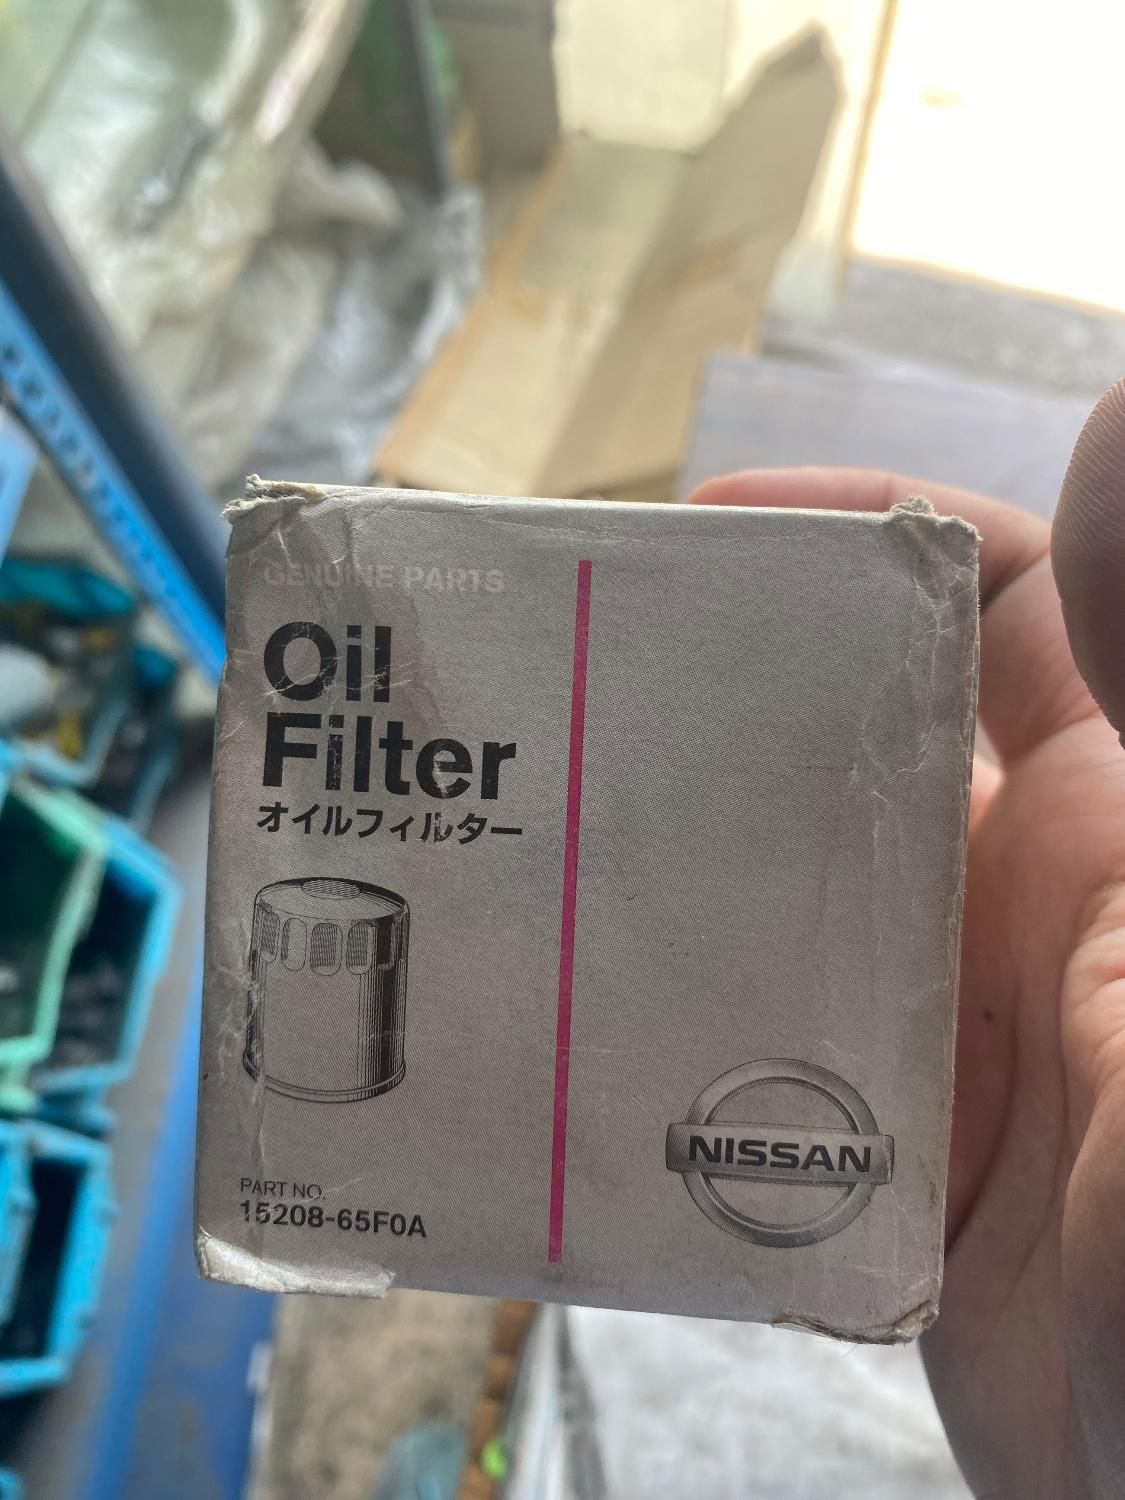 GENUINE PARTS
Oil
Filter
オイルフィルター
PART NO.
15208-65F0A
NISSAN